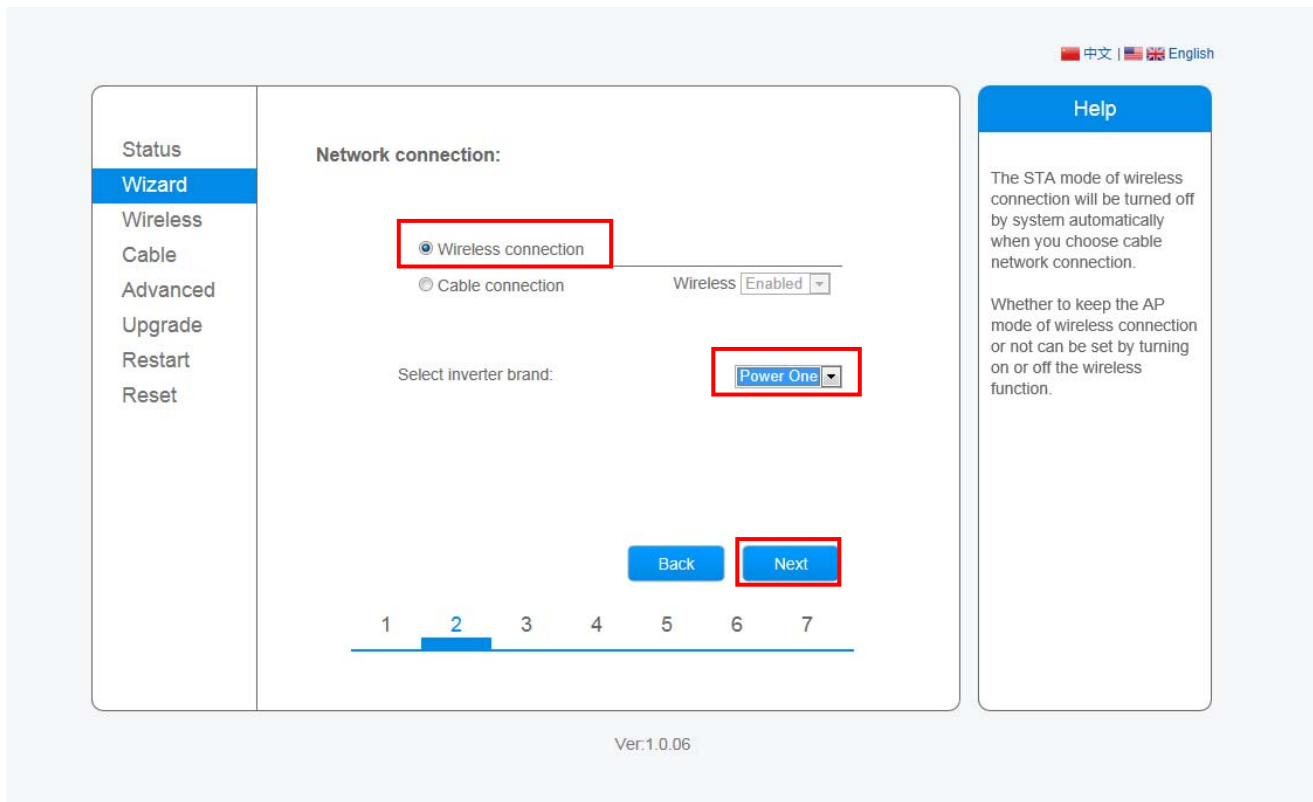 中文 | English
Status
Wizard
Wireless
Cable
Advanced
Upgrade
Restart
Reset
Network connection:
Wireless connection
Cable connection
Wireless Enabled
Select inverter brand:
Power One
Back
Next
1 2 3 4 5 6 7
Help
The STA mode of wireless
connection will be turned off
by system automatically
when you choose cable
network connection.
Whether to keep the AP
mode of wireless connection
or not can be set by turning
on or off the wireless
function.
Ver:1.0.06